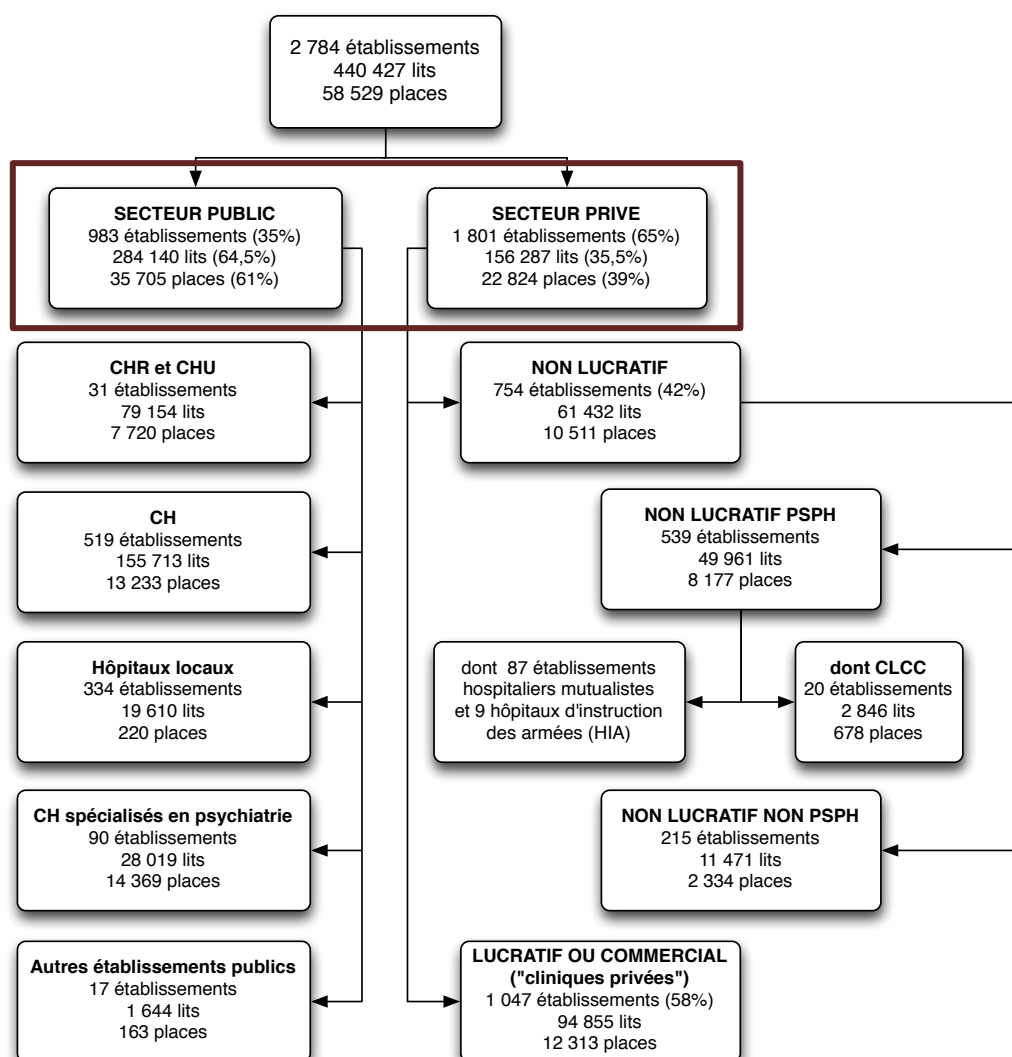 2 784 établissements
440 427 lits
58 529 places
SECTEUR PUBLIC
983 établissements (35%)
284 140 lits (64,5%)
35 705 places (61%)
SECTEUR PRIVE
1 801 établissements (65%)
156 287 lits (35,5%)
22 824 places (39%)
CHR et CHU
31 établissements
79 154 lits
7 720 places
NON LUCRATIF
754 établissements (42%)
61 432 lits
10 511 places
CH
519 établissements
155 713 lits
13 233 places
NON LUCRATIF PSPH
539 établissements
49 961 lits
8 177 places
Hôpitaux locaux
334 établissements
19 610 lits
220 places
dont 87 établissements
hospitaliers mutualistes
et 9 hôpitaux d'instruction
des armées (HIA)
dont CLCC
20 établissements
2 846 lits
678 places
CH spécialisés en psychiatrie
90 établissements
28 019 lits
14 369 places
NON LUCRATIF NON PSPH
215 établissements
11 471 lits
2 334 places
Autres établissements publics
17 établissements
1 644 lits
163 places
LUCRATIF OU COMMERCIAL
("cliniques privées")
1 047 établissements (58%)
94 855 lits
12 313 places